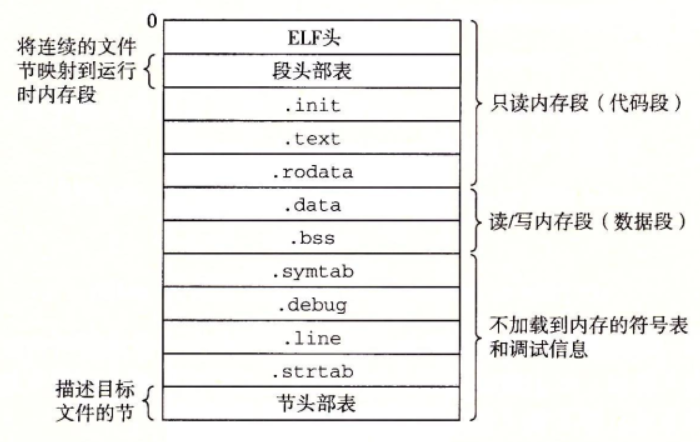 0
将连续的文件
节映射到运行
时内存段
ELF头
段头部表
.init
.text
.rodata
只读内存段（代码段）
.data
.bss
读/写内存段（数据段）
.symtab
.debug
.line
.strtab
不加载到内存的符号表
和调试信息
描述目标
文件的节
节头部表